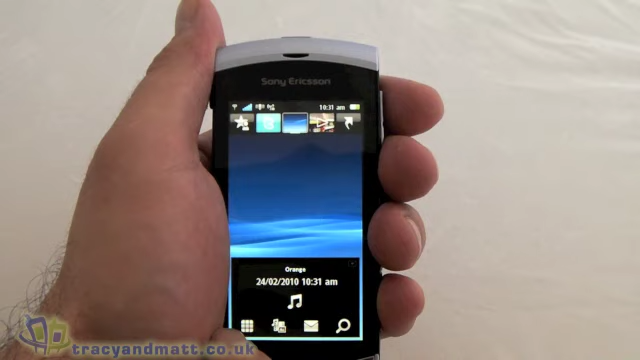 Sony Ericsson
10:31 am
Orange
24/02/2010 10:31 am
tracyandmatt.co.uk